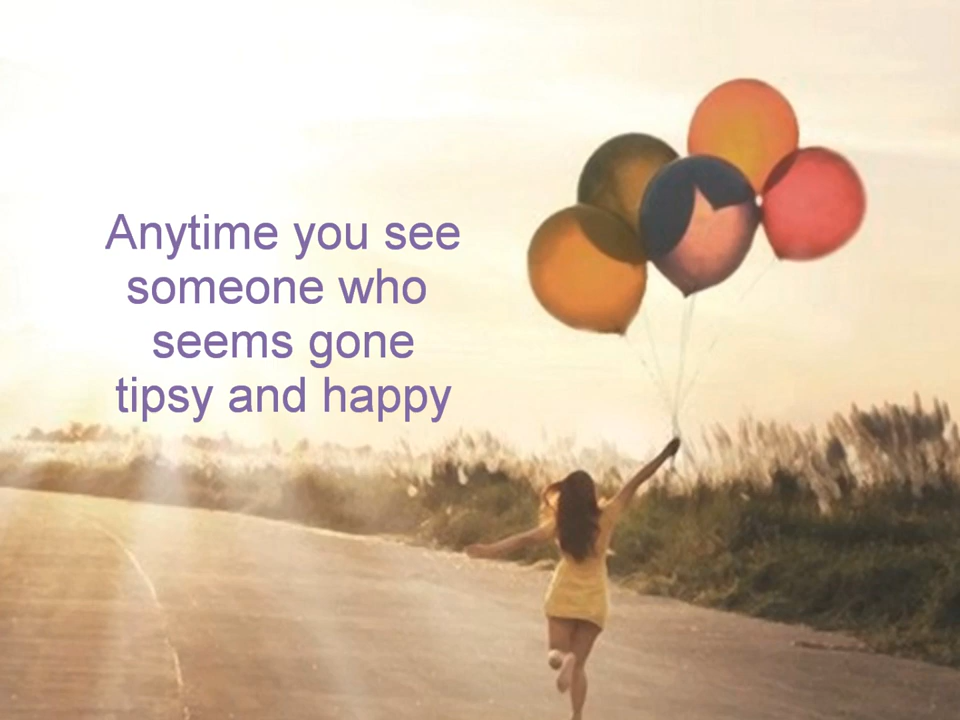 Anytime you see
someone who
seems gone
tipsy and happy